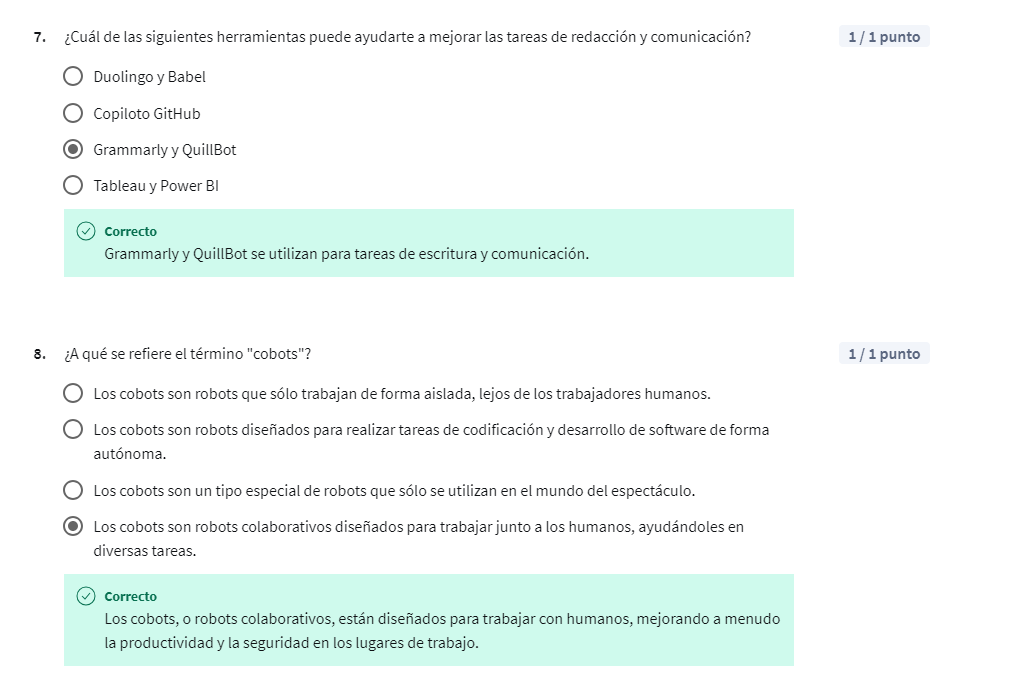 7. ¿Cuál de las siguientes herramientas puede ayudarte a mejorar las tareas de redacción y comunicación? 1 / 1 punto
Duolingo y Babel
Copiloto GitHub
Grammarly y QuillBot
Tableau y Power BI
Correcto
Grammarly y QuillBot se utilizan para tareas de escritura y comunicación.
8. ¿A qué se refiere el término "cobots"? 1 / 1 punto
Los cobots son robots que sólo trabajan de forma aislada, lejos de los trabajadores humanos.
Los cobots son robots diseñados para realizar tareas de codificación y desarrollo de software de forma
autónoma.
Los cobots son un tipo especial de robots que sólo se utilizan en el mundo del espectáculo.
Los cobots son robots colaborativos diseñados para trabajar junto a los humanos, ayudándoles en
diversas tareas.
Correcto
Los cobots, o robots colaborativos, están diseñados para trabajar con humanos, mejorando a menudo
la productividad y la seguridad en los lugares de trabajo.